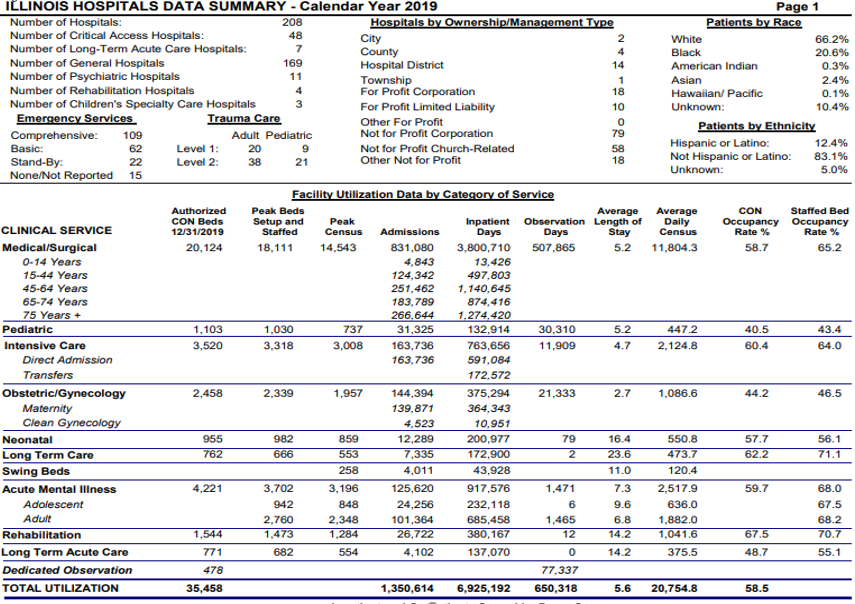 ILLINOIS HOSPITALS DATA SUMMARY - Calendar Year 2019 Page 1
Number of Hospitals: 208
Number of Critical Access Hospitals: 48
Number of Long-Term Acute Care Hospitals: 7
Number of General Hospitals 169
Number of Psychiatric Hospitals 11
Number of Rehabilitation Hospitals 4
Number of Children's Specialty Care Hospitals 3
Emergency Services
Comprehensive: 109
Basic: 62
Stand-By: 22
None/Not Reported 15
Trauma Care
Adult Pediatric
Level 1: 20 9
Level 2: 38 21
Hospitals by Ownership/Management Type
City 2
County 4
Hospital District 14
Township 1
For Profit Corporation 18
For Profit Limited Liability 10
Other For Profit 0
Not for Profit Corporation 79
Not for Profit Church-Related 58
Other Not for Profit 18
Patients by Race
White 66.2%
Black 20.6%
American Indian 0.3%
Asian 2.4%
Hawaiian/ Pacific 0.1%
Unknown: 10.4%
Patients by Ethnicity
Hispanic or Latino: 12.4%
Not Hispanic or Latino: 83.1%
Unknown: 5.0%
Facility Utilization Data by Category of Service
Authorized Peak Beds Average Average CON Staffed Bed
CON Beds Setup and Peak Inpatient Observation Length of Daily Occupancy Occupancy
CLINICAL SERVICE 12/31/2019 Staffed Census Admissions Days Days Stay Census Rate % Rate %
Medical/Surgical 20,124 18,111 14,543 831,080 3,800,710 507,865 5.2 11,804.3 58.7 65.2
0-14 Years 4,843 13,426
15-44 Years 124,342 497,803
45-64 Years 251,462 1,140,645
65-74 Years 183,789 874,416
75 Years + 266,644 1,274,420
Pediatric 1,103 1,030 737 31,325 132,914 30,310 5.2 447.2 40.5 43.4
Intensive Care 3,520 3,318 3,008 163,736 763,656 11,909 4.7 2,124.8 60.4 64.0
Direct Admission 163,736 591,084
Transfers 172,572
Obstetric/Gynecology 2,458 2,339 1,957 144,394 375,294 21,333 2.7 1,086.6 44.2 46.5
Maternity 139,871 364,343
Clean Gynecology 4,523 10,951
Neonatal 955 982 859 12,289 200,977 79 16.4 550.8 57.7 56.1
Long Term Care 762 666 553 7,335 172,900 2 23.6 473.7 62.2 71.1
Swing Beds 258 4,011 43,928 11.0 120.4
Acute Mental Illness 4,221 3,702 3,196 125,620 917,576 1,471 7.3 2,517.9 59.7 68.0
Adolescent 942 848 24,256 232,118 6 9.6 636.0 67.5
Adult 2,760 2,348 101,364 685,458 1,465 6.8 1,882.0 68.2
Rehabilitation 1,544 1,473 1,284 26,722 380,167 12 14.2 1,041.6 67.5 70.7
Long Term Acute Care 771 682 554 4,102 137,070 0 14.2 375.5 48.7 55.1
Dedicated Observation 478 77,337
TOTAL UTILIZATION 35,458 1,350,614 6,925,192 650,318 5.6 20,754.8 58.5